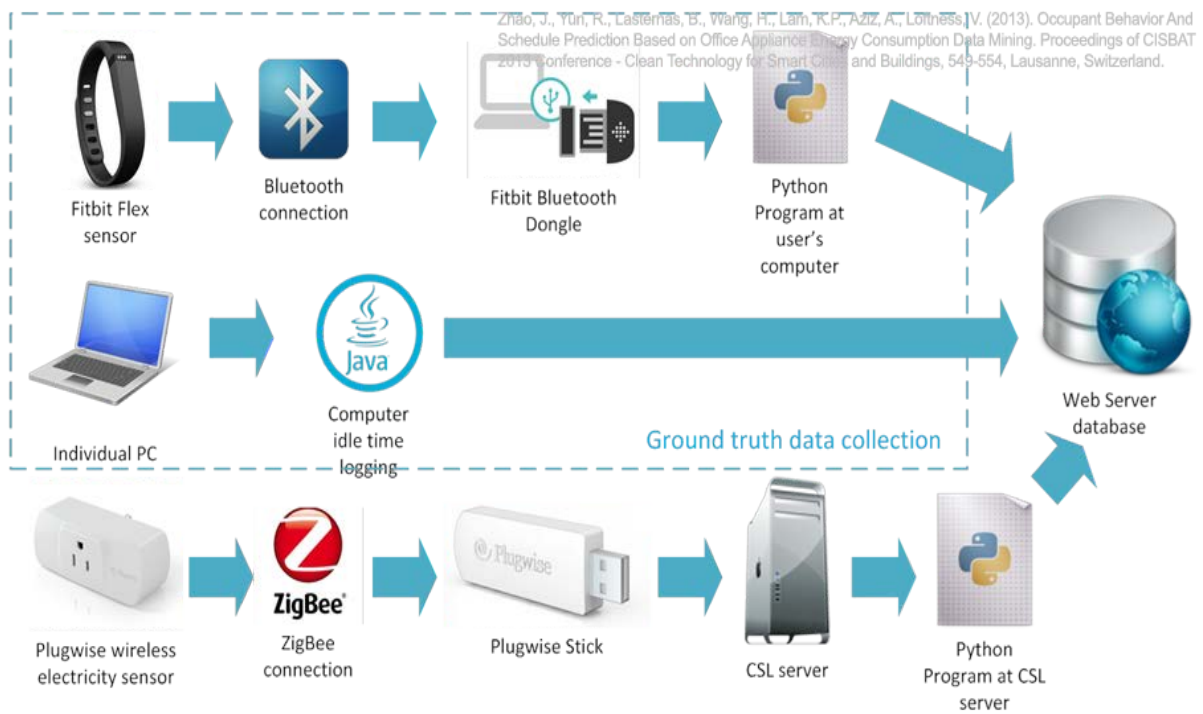 Zhao, J., Yun, R., Lasternas, B., Wang, H., Lam, K.P., Aziz, A., Loftness, V. (2013). Occupant Behavior And
Schedule Prediction Based on Office Appliance Energy Consumption Data Mining. Proceedings of CISBAT
2013 Conference - Clean Technology for Smart Cities and Buildings, 549-554, Lausanne, Switzerland.
Fitbit Flex
sensor
Bluetooth
connection
Fitbit Bluetooth
Dongle
Python
Program at
user's
computer
Individual PC
Java
Computer
idle time
logging
Ground truth data collection
Web Server
database
Plugwise wireless
electricity sensor
ZigBee®
ZigBee
connection
Plugwise
Plugwise Stick
CSL server
Python
Program at CSL
server